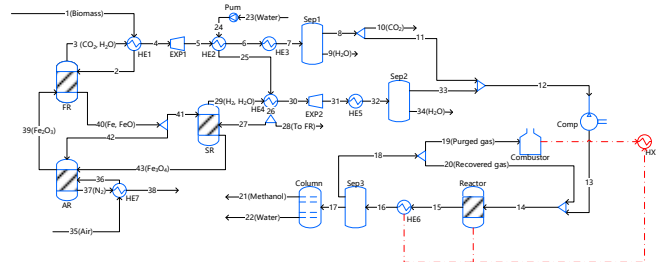 1(Biomass)
Pum
23(Water)
24
Sep1
8
10(CO₂)
11
3 (CO₂, H₂O)
4
5
6
7
HE1
EXP1
HE2
HE3
9(H₂O)
2
25
Sep2
33
12
FR
29(H₂, H₂O)
HE4
30
31
32
26
EXP2
HE5
34(H₂O)
Comp
40(Fe, FeO)
41
27
28(To FR)
39(Fe₂O₃)
42
SR
19(Purged gas)
HX
18
Combustor
20(Recovered gas)
43(Fe₃O₄)
13
36
37(N₂)
38
HE7
AR
Column
Sep3
Reactor
21(Methanol)
17
16
15
14
22(Water)
HE6
35(Air)